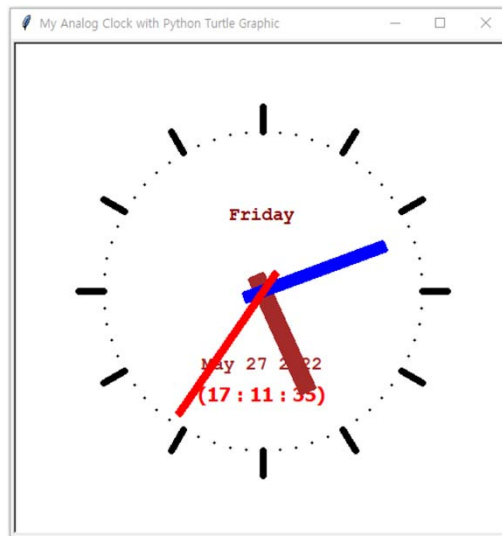 My Analog Clock with Python Turtle Graphic
Friday
May 27 2022
(17 : 11 : 35)